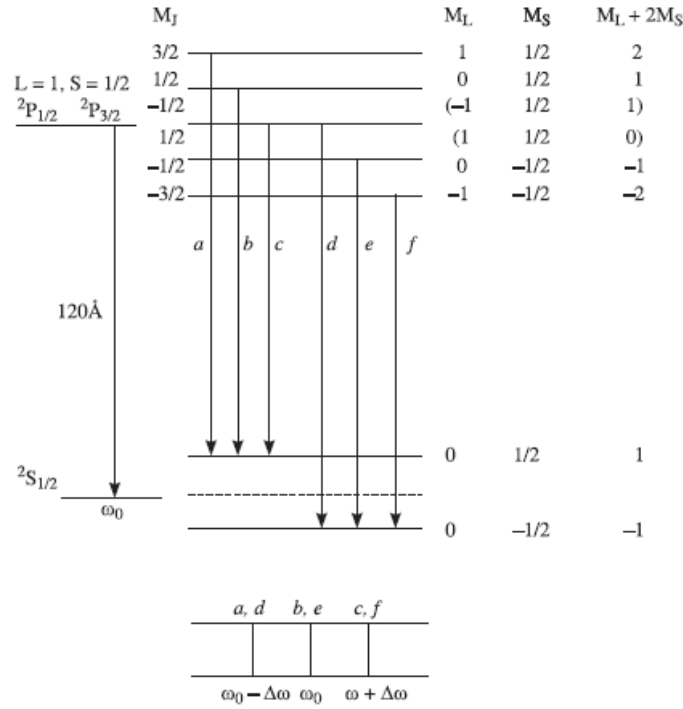 M_J M_L M_S M_L + 2M_S
3/2 1 1/2 2
L = 1, S = 1/2 1/2 0 1/2 1
²P₁/₂ ²P₃/₂ −1/2 (−1 1/2 1)
1/2 (1 1/2 0)
−1/2 0 −1/2 −1
−3/2 −1 −1/2 −2
a b c d e f
120Å
0 1/2 1
²S₁/₂
ω₀
0 −1/2 −1
a, d b, e c, f
ω₀ − Δω ω₀ ω + Δω